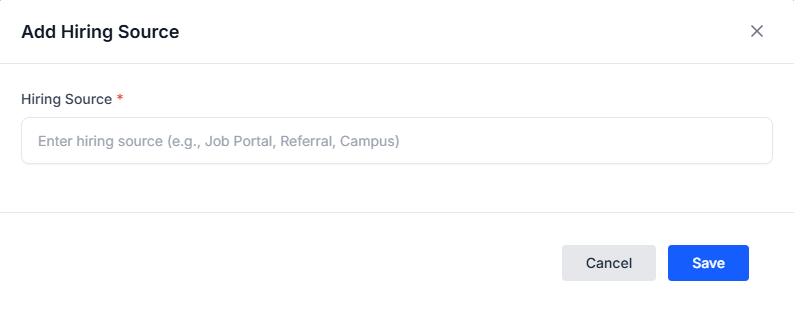 Add Hiring Source
Hiring Source *
Enter hiring source (e.g., Job Portal, Referral, Campus)
Cancel Save